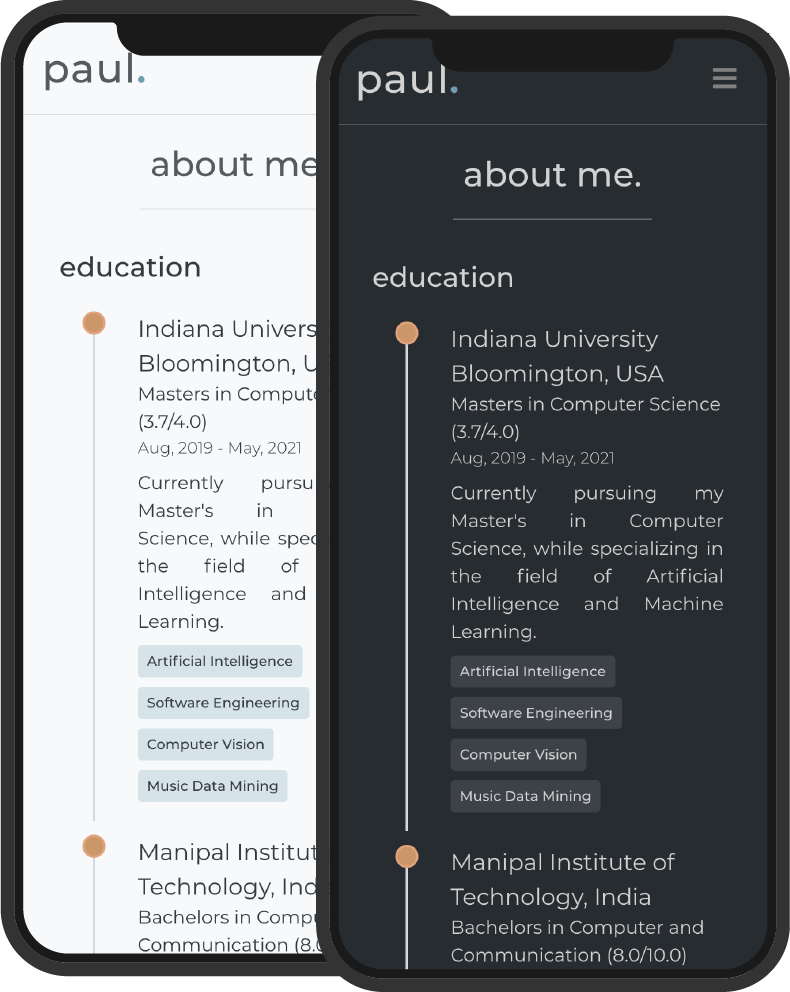 paul.
about me
education
Indiana Univers
Bloomington, U
Masters in Compute
(3.7/4.0)
Aug, 2019 - May, 2021
Currently pursu
Master's in
Science, while spec
the field of
Intelligence and
Learning.
Artificial Intelligence
Software Engineering
Computer Vision
Music Data Mining
Manipal Institut
Technology, Ind
Bachelors in Compu
Communication (8.0
paul.
about me.
education
Indiana University
Bloomington, USA
Masters in Computer Science
(3.7/4.0)
Aug, 2019 - May, 2021
Currently pursuing my
Master's in Computer
Science, while specializing in
the field of Artificial
Intelligence and Machine
Learning.
Artificial Intelligence
Software Engineering
Computer Vision
Music Data Mining
Manipal Institute of
Technology, India
Bachelors in Computer and
Communication (8.0/10.0)